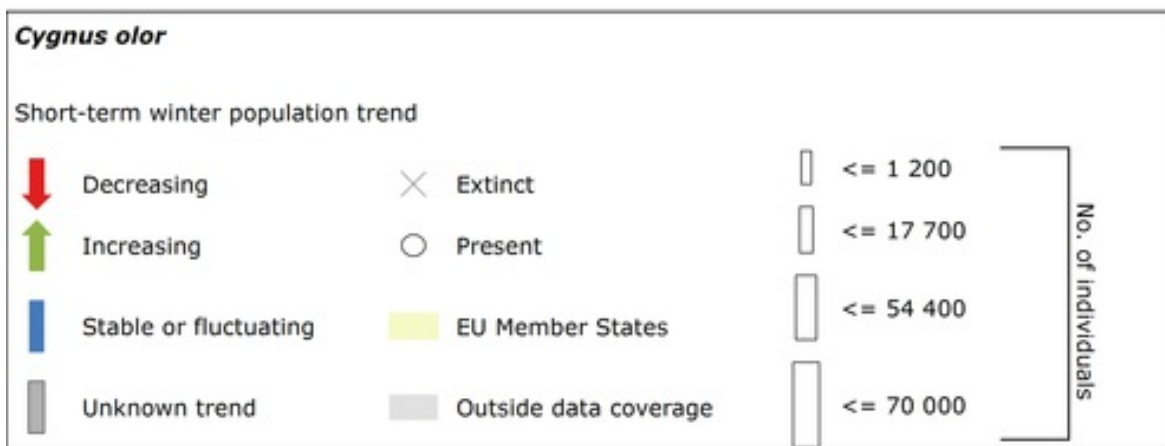 Cygnus olor
Short-term winter population trend
Decreasing
Increasing
Stable or fluctuating
Unknown trend
Extinct
Present
EU Member States
Outside data coverage
<= 1 200
<= 17 700
<= 54 400
<= 70 000
No. of individuals